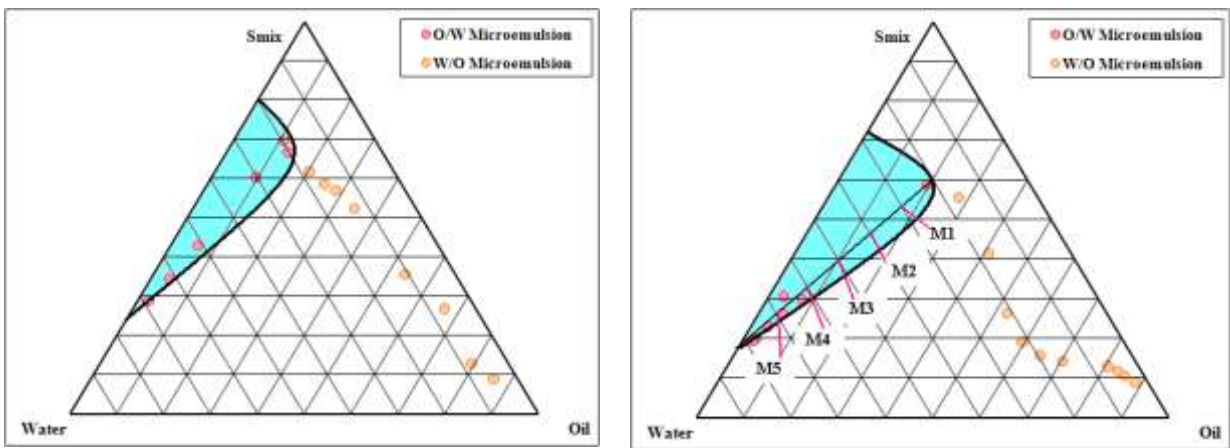 Smix
O/W Microemulsion
W/O Microemulsion
Water
Oil
Smix
O/W Microemulsion
W/O Microemulsion
M1
M2
M3
M4
M5
Water
Oil